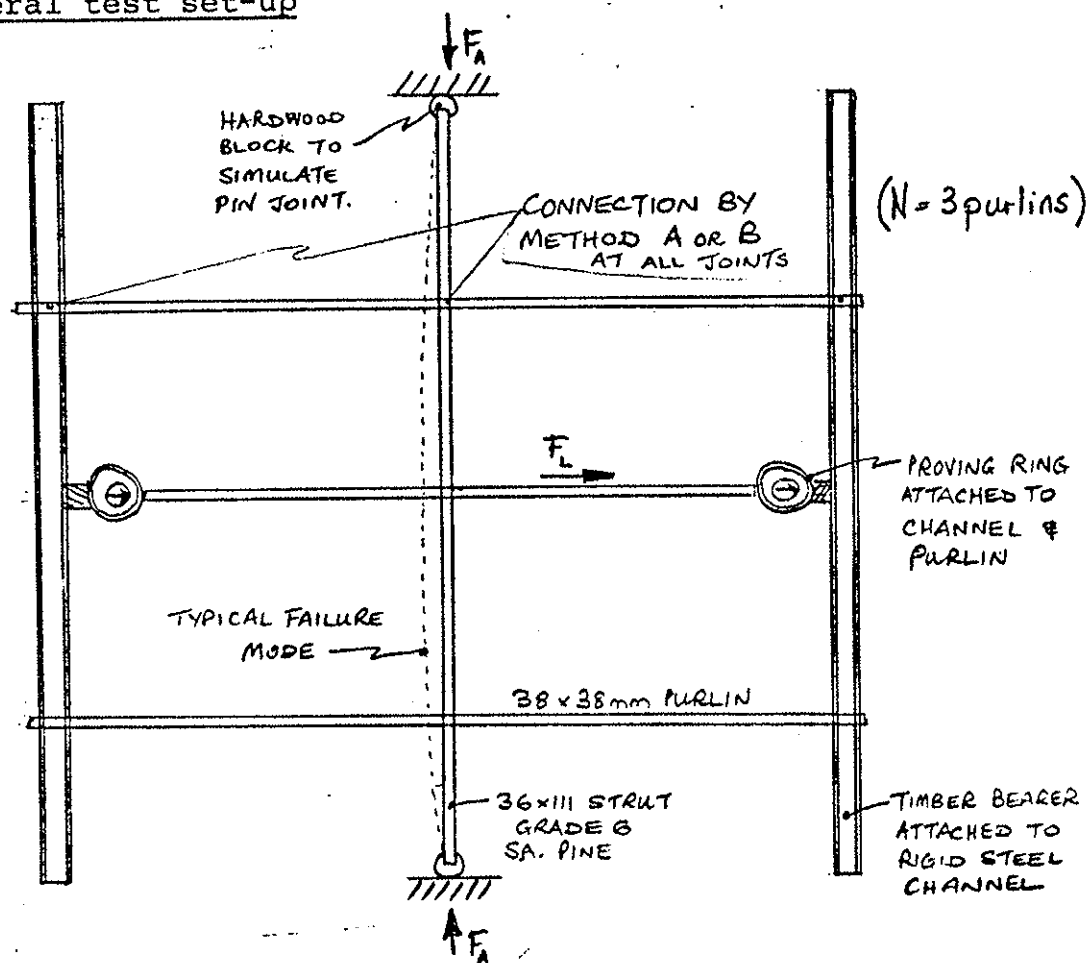 eral test set-up
F_A
HARDWOOD
BLOCK TO
SIMULATE
PIN JOINT.
CONNECTION BY
METHOD A OR B
AT ALL JOINTS
(N = 3 purlins)
F_L
PROVING RING
ATTACHED TO
CHANNEL &
PURLIN
TYPICAL FAILURE
MODE
38 x 38mm PURLIN
36x111 STRUT
GRADE 6
SA. PINE
TIMBER BEARER
ATTACHED TO
RIGID STEEL
CHANNEL
F_A